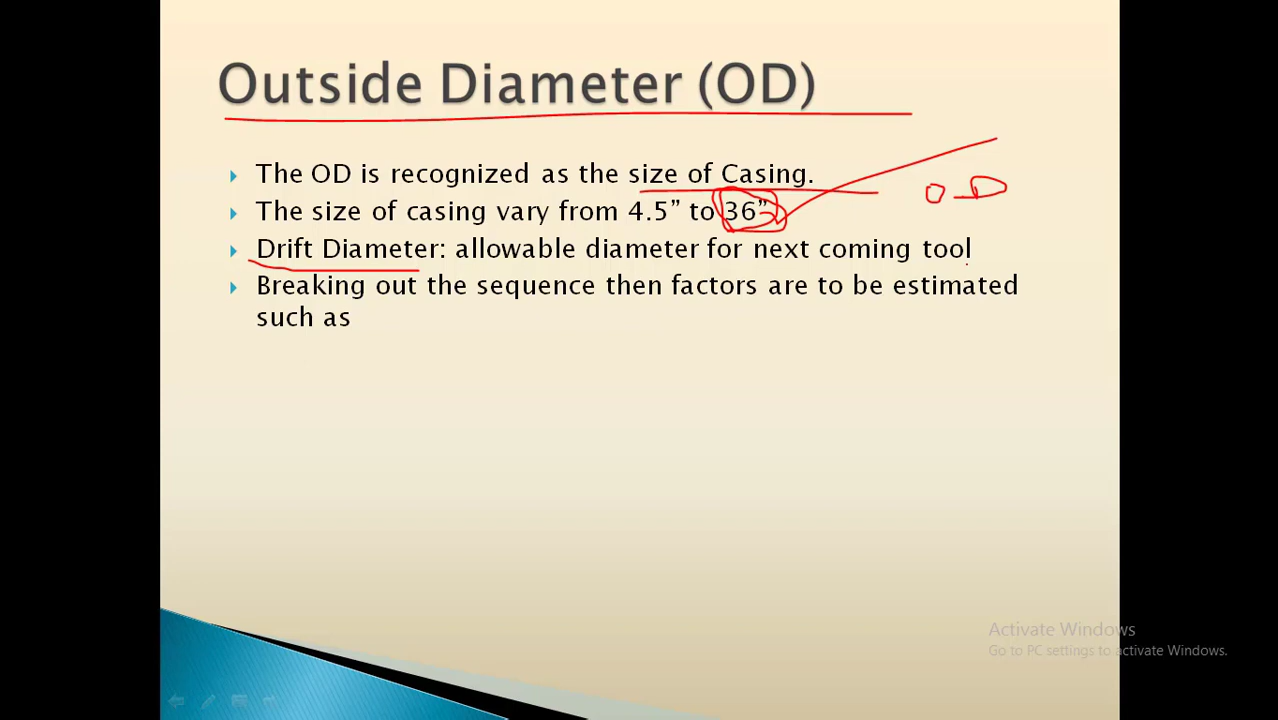 Outside Diameter (OD)
The OD is recognized as the size of Casing.
The size of casing vary from 4.5” to 36”
O D
Drift Diameter: allowable diameter for next coming tool
Breaking out the sequence then factors are to be estimated
such as
Activate Windows
Go to PC settings to activate Windows.